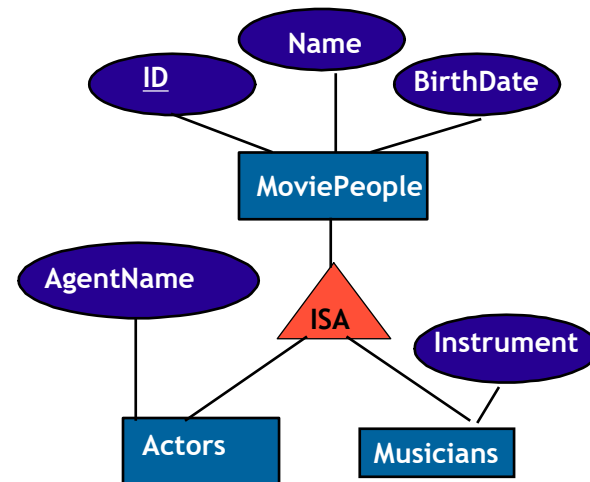 Name
ID
BirthDate
MoviePeople
AgentName
ISA
Instrument
Actors
Musicians